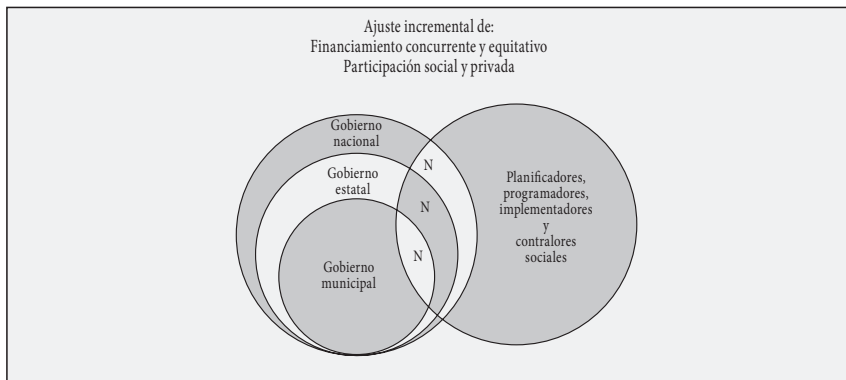 Ajuste incremental de:
Financiamiento concurrente y equitativo
Participación social y privada
Gobierno
nacional
N
Gobierno
estatal
N
Planificadores,
programadores,
implementadores
y
contralores
sociales
N
Gobierno
municipal